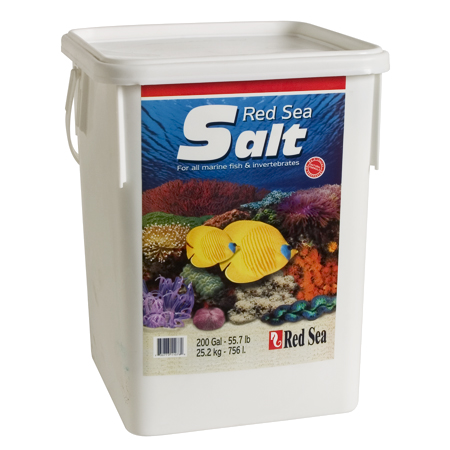 Red Sea
Salt
For all marine fish & invertebrates
200 Gal - 55.7 lb
25.2 kg - 756 l.
Red Sea